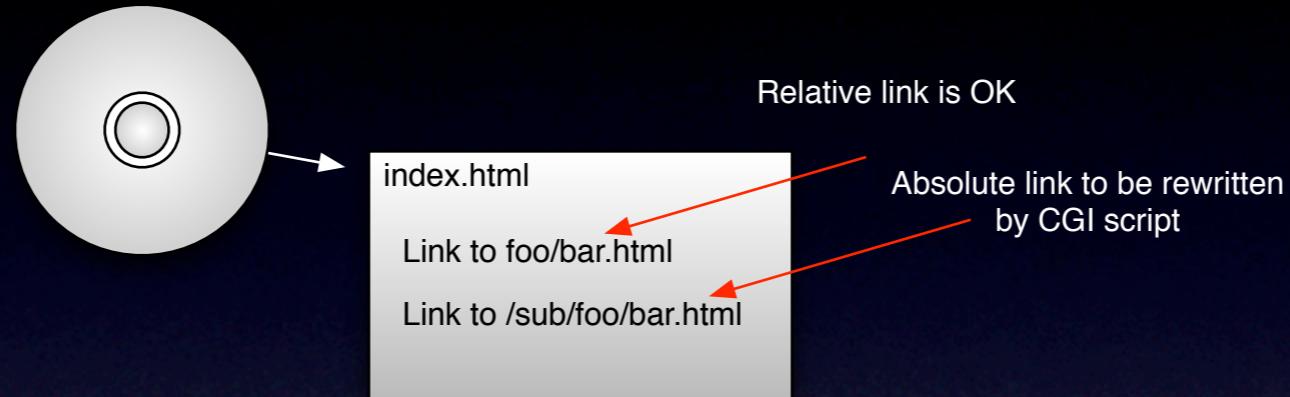 Relative link is OK
index.html
Absolute link to be rewritten
by CGI script
Link to foo/bar.html
Link to /sub/foo/bar.html